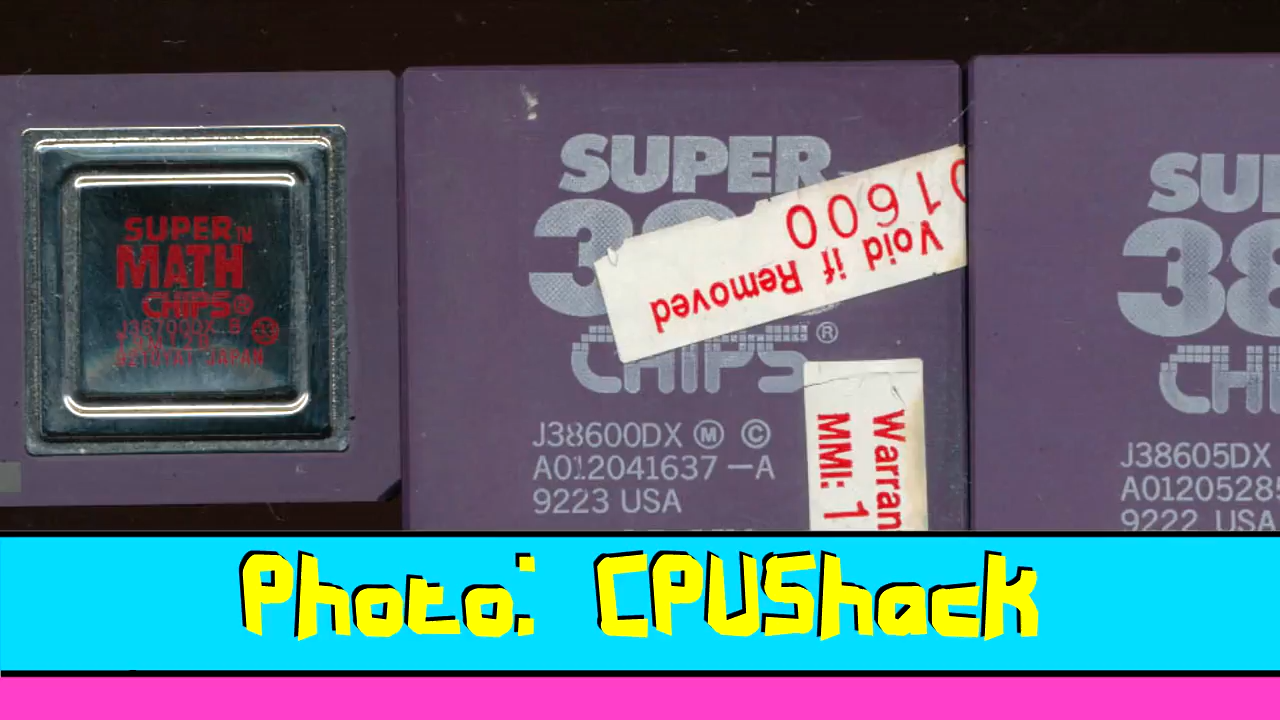 SUPER TM
MATH
CHIPS®
J38700DX B
JAPAN
SUPER
CHIPS®
J38600DX Ⓜ ©
A012041637 –A
9223 USA
01600
Void if Removed
Warran
MMI: 1
SU
38
CHI
J38605DX
A01205285
9222 USA
Photo: CPUShack